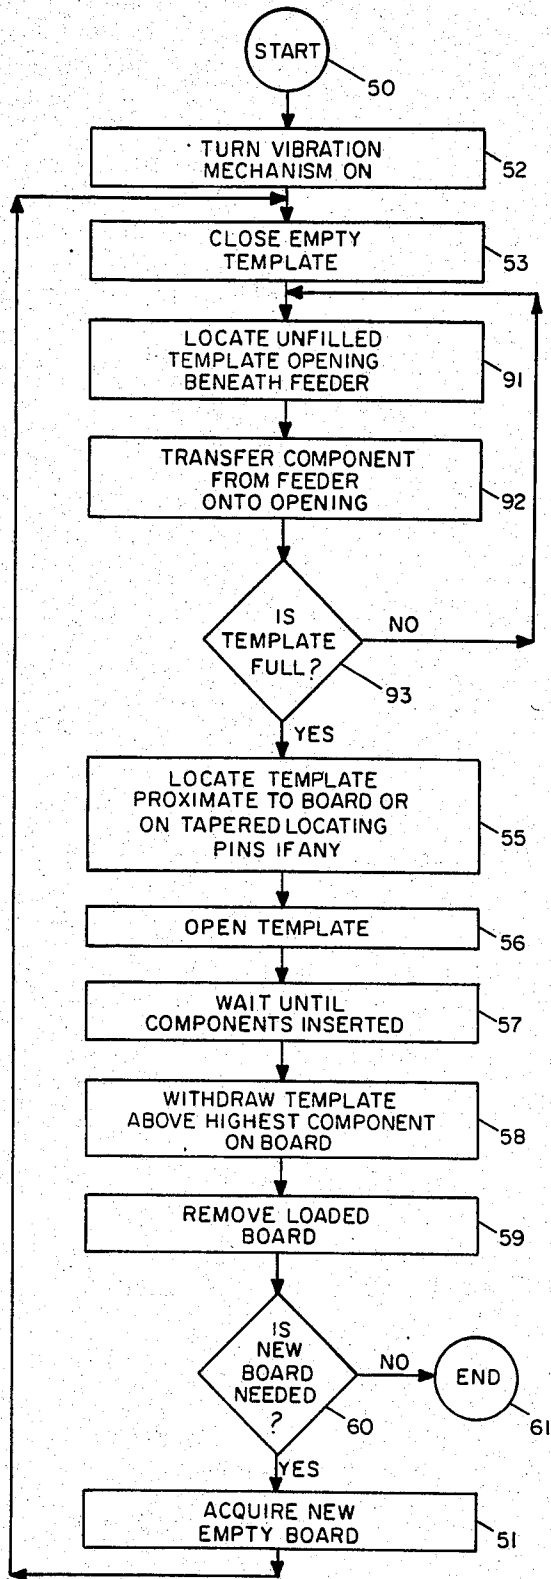 START
50
TURN VIBRATION
MECHANISM ON
52
CLOSE EMPTY
TEMPLATE
53
LOCATE UNFILLED
TEMPLATE OPENING
BENEATH FEEDER
91
TRANSFER COMPONENT
FROM FEEDER
ONTO OPENING
92
IS
TEMPLATE
FULL?
NO
93
YES
LOCATE TEMPLATE
PROXIMATE TO BOARD OR
ON TAPERED LOCATING
PINS IF ANY
55
OPEN TEMPLATE
56
WAIT UNTIL
COMPONENTS INSERTED
57
WITHDRAW TEMPLATE
ABOVE HIGHEST COMPONENT
ON BOARD
58
REMOVE LOADED
BOARD
59
IS
NEW
BOARD
NEEDED
?
NO
60
END
61
YES
ACQUIRE NEW
EMPTY BOARD
51